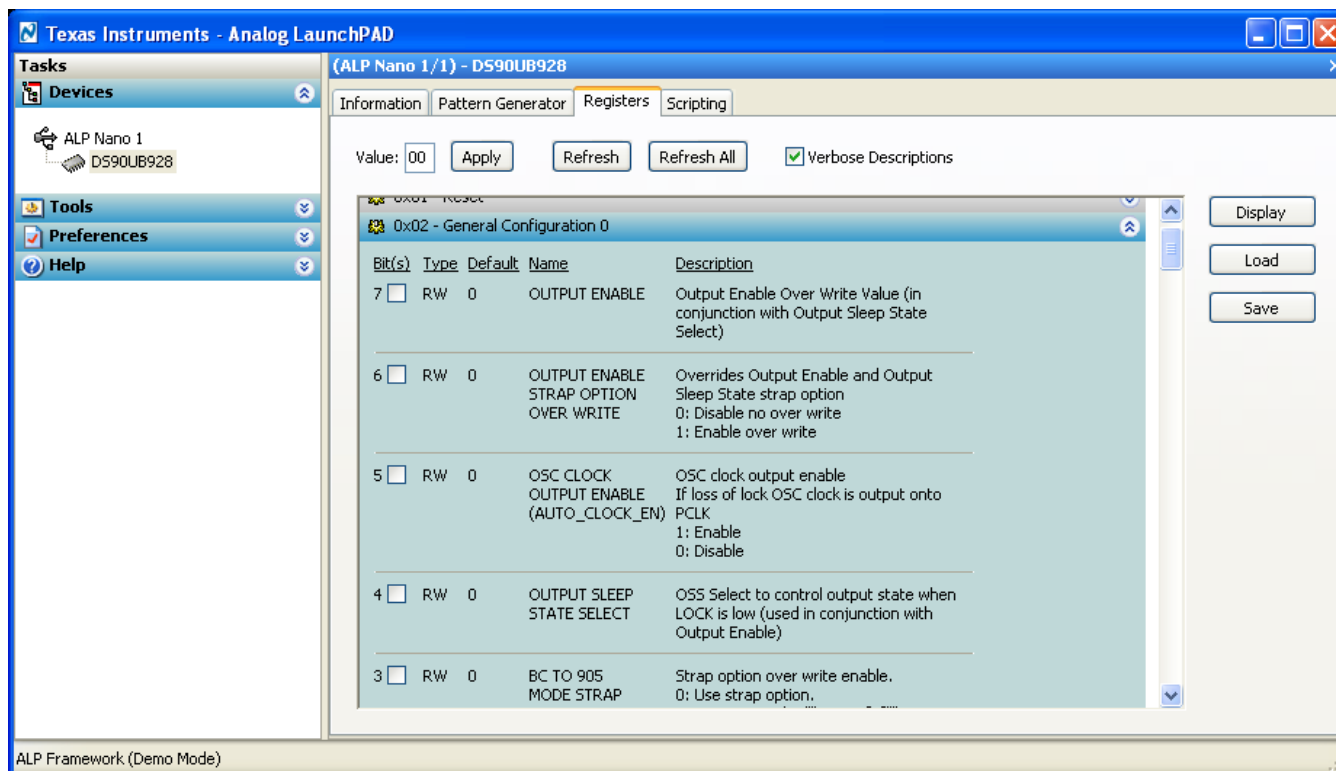 Texas Instruments - Analog LaunchPAD
Tasks
(ALP Nano 1/1) - DS90UB928
Devices
Information Pattern Generator Registers Scripting
ALP Nano 1
DS90UB928
Value: 00 Apply Refresh Refresh All Verbose Descriptions
Tools
Preferences
Help
0x01 - Reset
0x02 - General Configuration 0
Display
Load
Save
Bit(s) Type Default Name Description
7 RW 0 OUTPUT ENABLE Output Enable Over Write Value (in
conjunction with Output Sleep State
Select)
6 RW 0 OUTPUT ENABLE Overrides Output Enable and Output
STRAP OPTION Sleep State strap option
OVER WRITE 0: Disable no over write
1: Enable over write
5 RW 0 OSC CLOCK OSC clock output enable
OUTPUT ENABLE If loss of lock OSC clock is output onto
(AUTO_CLOCK_EN) PCLK
1: Enable
0: Disable
4 RW 0 OUTPUT SLEEP OSS Select to control output state when
STATE SELECT LOCK is low (used in conjunction with
Output Enable)
3 RW 0 BC TO 905 Strap option over write enable.
MODE STRAP 0: Use strap option.
ALP Framework (Demo Mode)